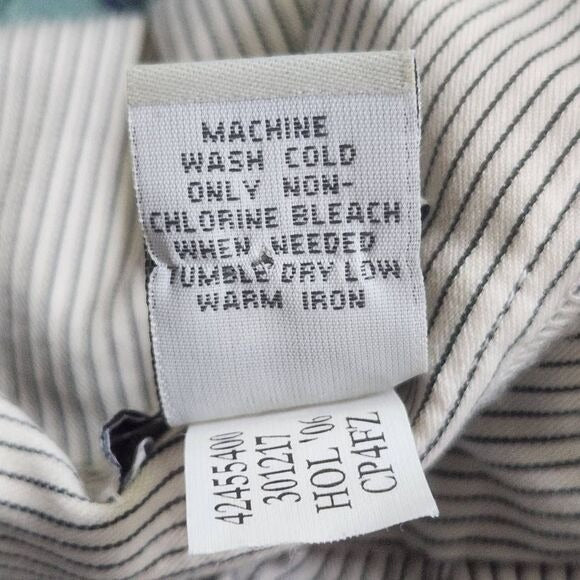 MACHINE
WASH COLD
ONLY NON-
CHLORINE BLEACH
WHEN NEEDED
TUMBLE DRY LOW
WARM IRON
42455400
301217
HOL '06
CP4FZ